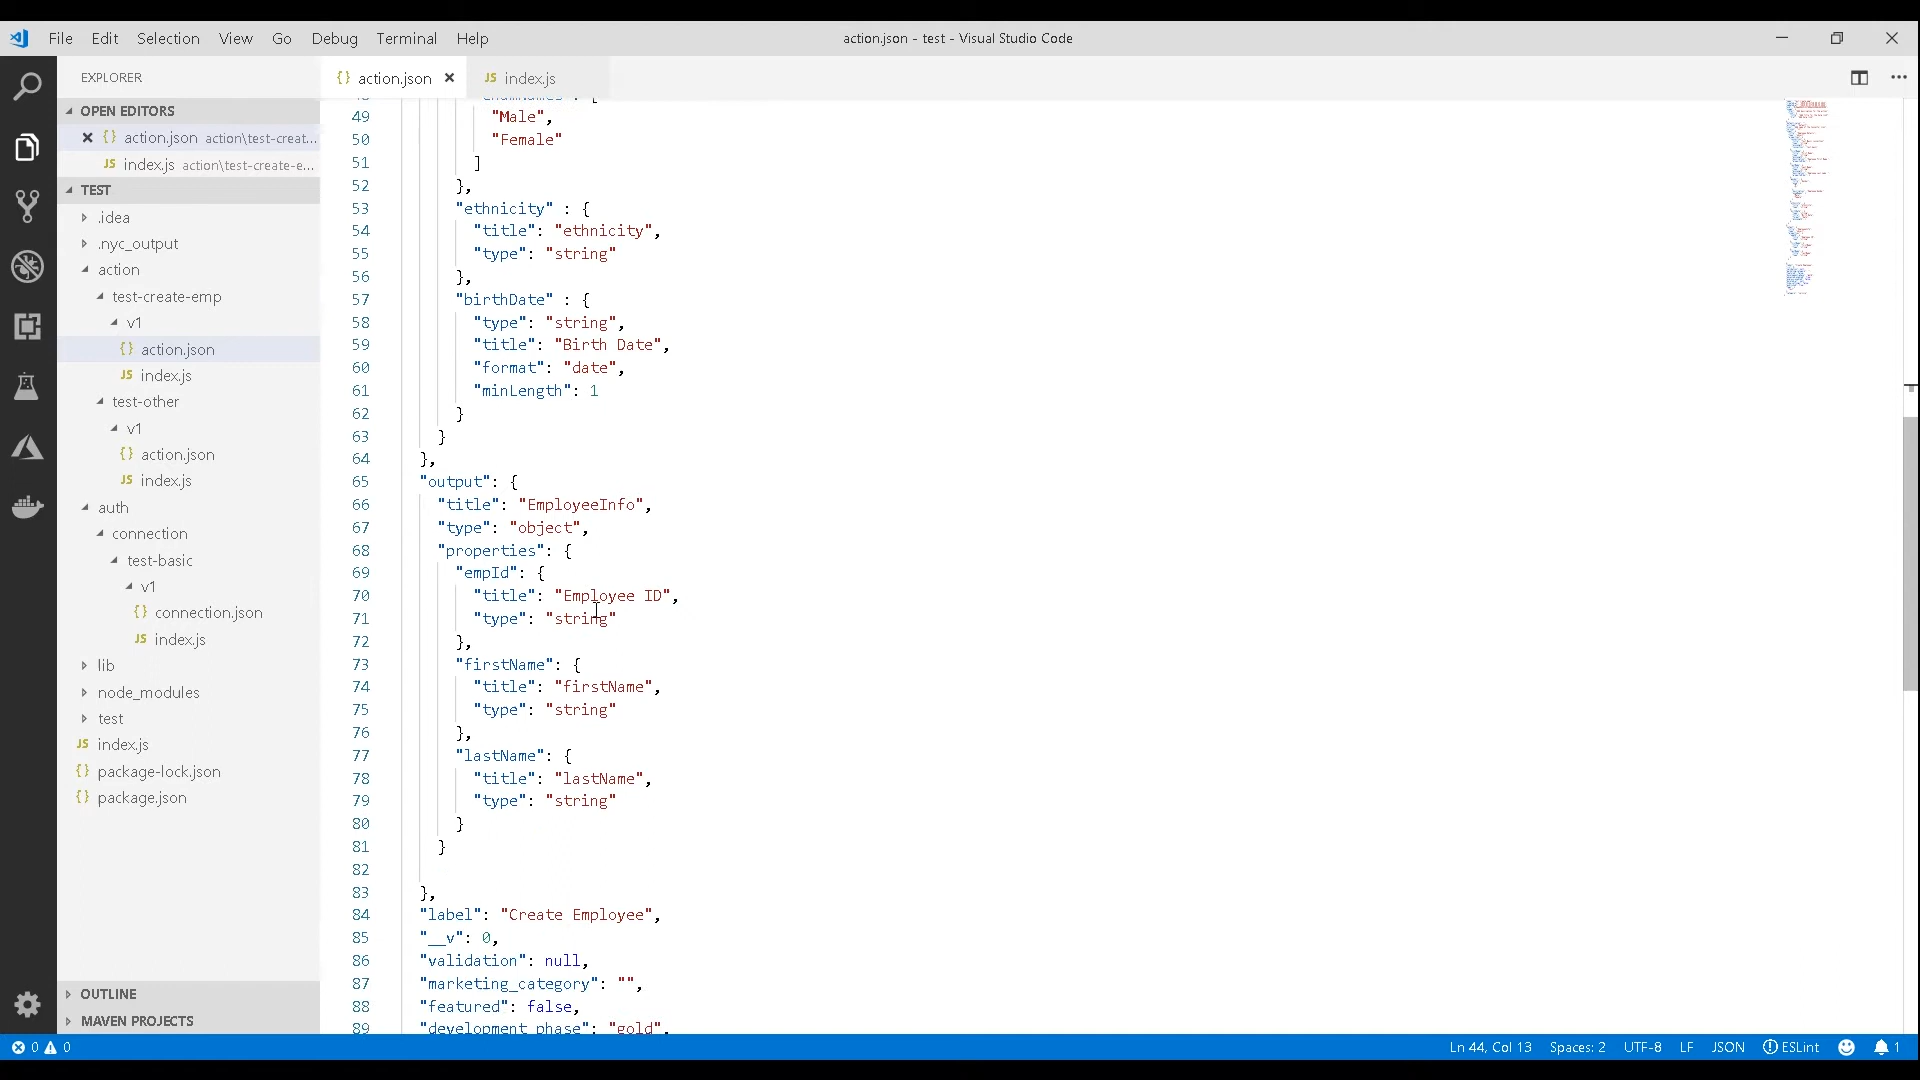 File Edit Selection View Go Debug Terminal Help
action.json - test - Visual Studio Code
EXPLORER
OPEN EDITORS
{} action.json action\test-creat...
JS index.js action\test-create-e...
TEST
.idea
.nyc_output
action
test-create-emp
v1
{} action.json
JS index.js
test-other
v1
{} action.json
JS index.js
auth
connection
test-basic
v1
{} connection.json
JS index.js
lib
node_modules
test
JS index.js
{} package-lock.json
{} package.json
OUTLINE
MAVEN PROJECTS
{} action.json
JS index.js
49 "Male",
50 "Female"
51 ]
52 },
53 "ethnicity" : {
54 "title": "ethnicity",
55 "type": "string"
56 },
57 "birthDate" : {
58 "type": "string",
59 "title": "Birth Date",
60 "format": "date",
61 "minLength": 1
62 }
63 }
64 },
65 "output": {
66 "title": "EmployeeInfo",
67 "type": "object",
68 "properties": {
69 "empId": {
70 "title": "Employee ID",
71 "type": "string"
72 },
73 "firstName": {
74 "title": "firstName",
75 "type": "string"
76 },
77 "lastName": {
78 "title": "lastName",
79 "type": "string"
80 }
81 }
82
83 },
84 "label": "Create Employee",
85 "__v": 0,
86 "validation": null,
87 "marketing_category": "",
88 "featured": false,
89 "development_phase": "gold",
0 0
Ln 44, Col 13 Spaces: 2 UTF-8 LF JSON ESLint 1